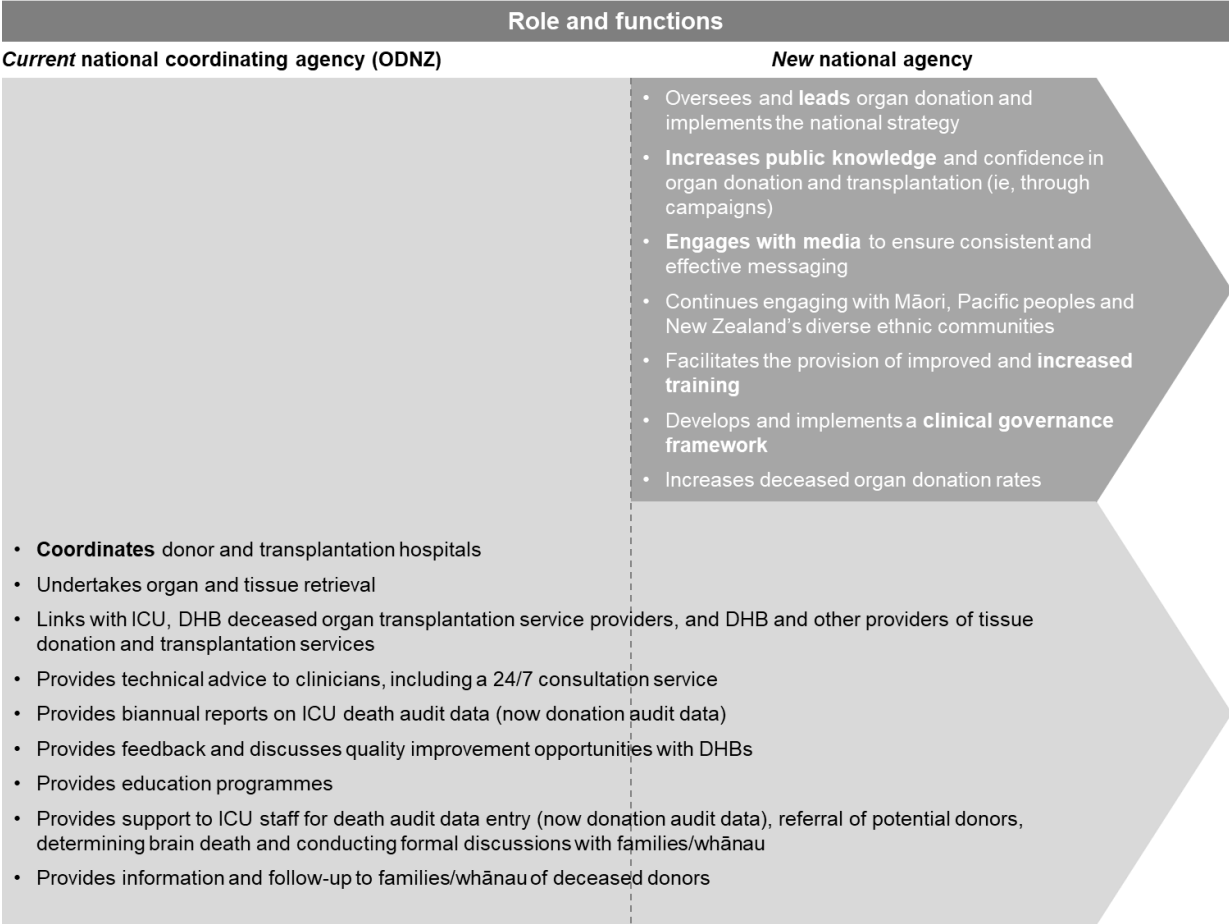 Role and functions
Current national coordinating agency (ODNZ)
New national agency
• Oversees and leads organ donation and
implements the national strategy
• Increases public knowledge and confidence in
organ donation and transplantation (ie, through
campaigns)
• Engages with media to ensure consistent and
effective messaging
• Continues engaging with Māori, Pacific peoples and
New Zealand's diverse ethnic communities
• Facilitates the provision of improved and increased
training
• Develops and implements a clinical governance
framework
• Increases deceased organ donation rates
• Coordinates donor and transplantation hospitals
• Undertakes organ and tissue retrieval
• Links with ICU, DHB deceased organ transplantation service providers, and DHB and other providers of tissue
donation and transplantation services
• Provides technical advice to clinicians, including a 24/7 consultation service
• Provides biannual reports on ICU death audit data (now donation audit data)
• Provides feedback and discusses quality improvement opportunities with DHBs
• Provides education programmes
• Provides support to ICU staff for death audit data entry (now donation audit data), referral of potential donors,
determining brain death and conducting formal discussions with families/whānau
• Provides information and follow-up to families/whānau of deceased donors